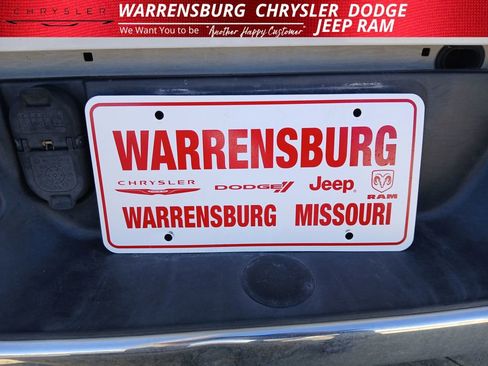 CHRYSLER
WARRENSBURG CHRYSLER DODGE
JEEP RAM
We Want You to be "Another Happy Customer"
WARRENSBURG
CHRYSLER DODGE Jeep RAM
WARRENSBURG MISSOURI